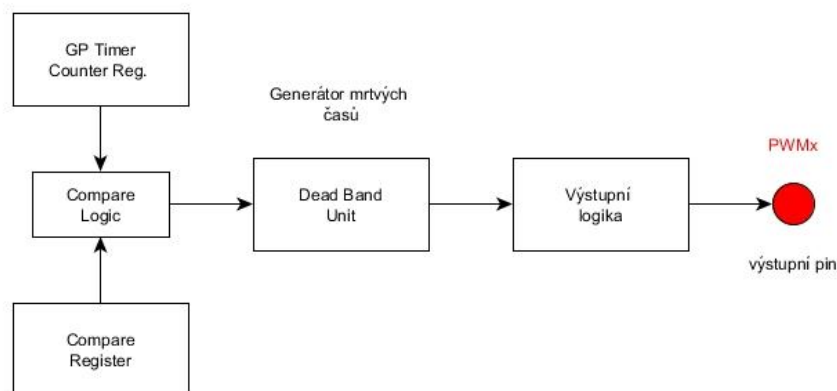 GP Timer
Counter Reg.
Generátor mrtvých
časů
PWMx
Compare
Logic
Dead Band
Unit
Výstupní
logika
výstupní pin
Compare
Register